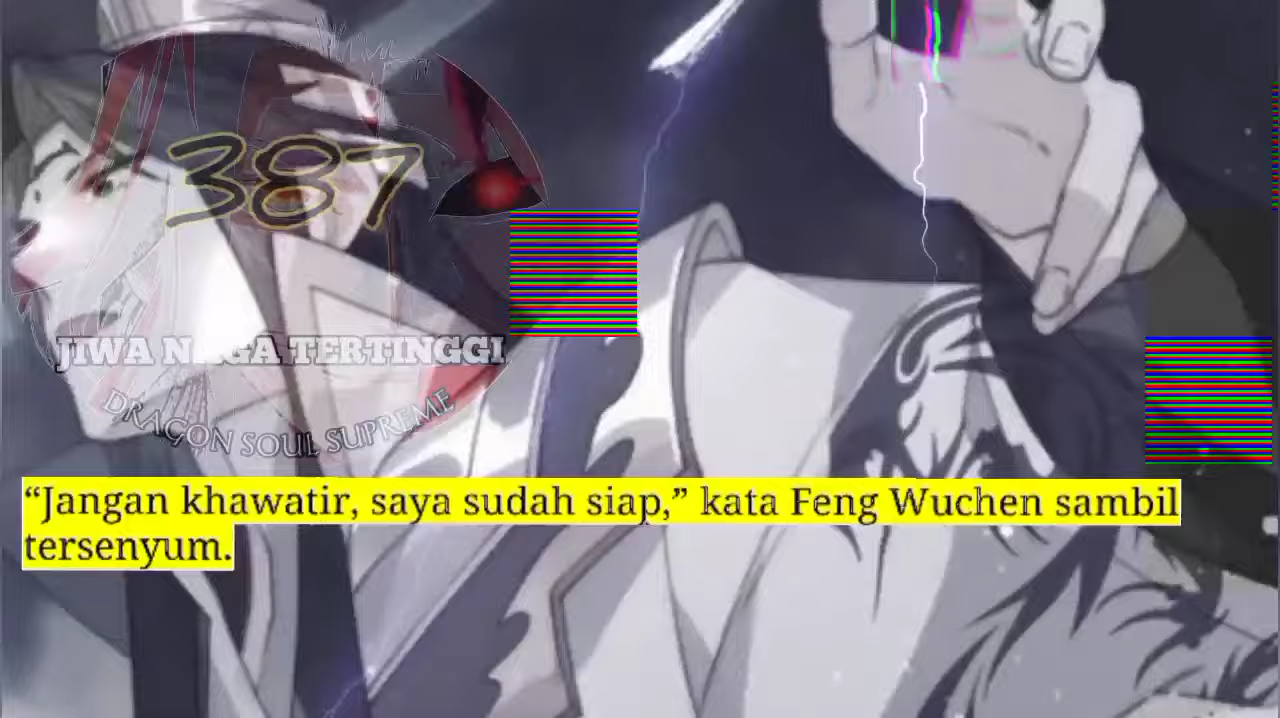 387
JIWA NAGA TERTINGGI
DRAGON SOUL SUPREME
“Jangan khawatir, saya sudah siap,” kata Feng Wuchen sambil
tersenyum.